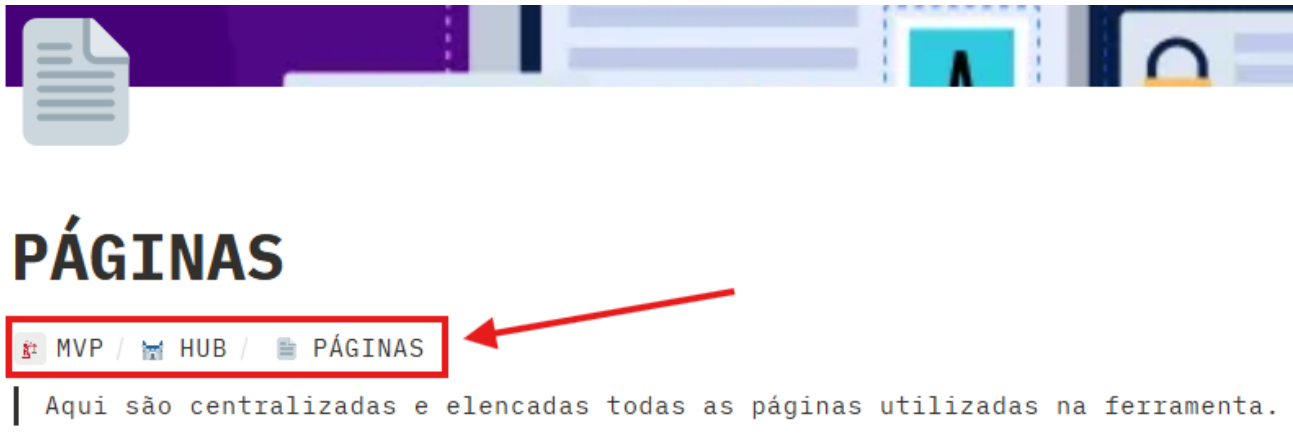 PÁGINAS
MVP / HUB / PÁGINAS
Aqui são centralizadas e elencadas todas as páginas utilizadas na ferramenta.